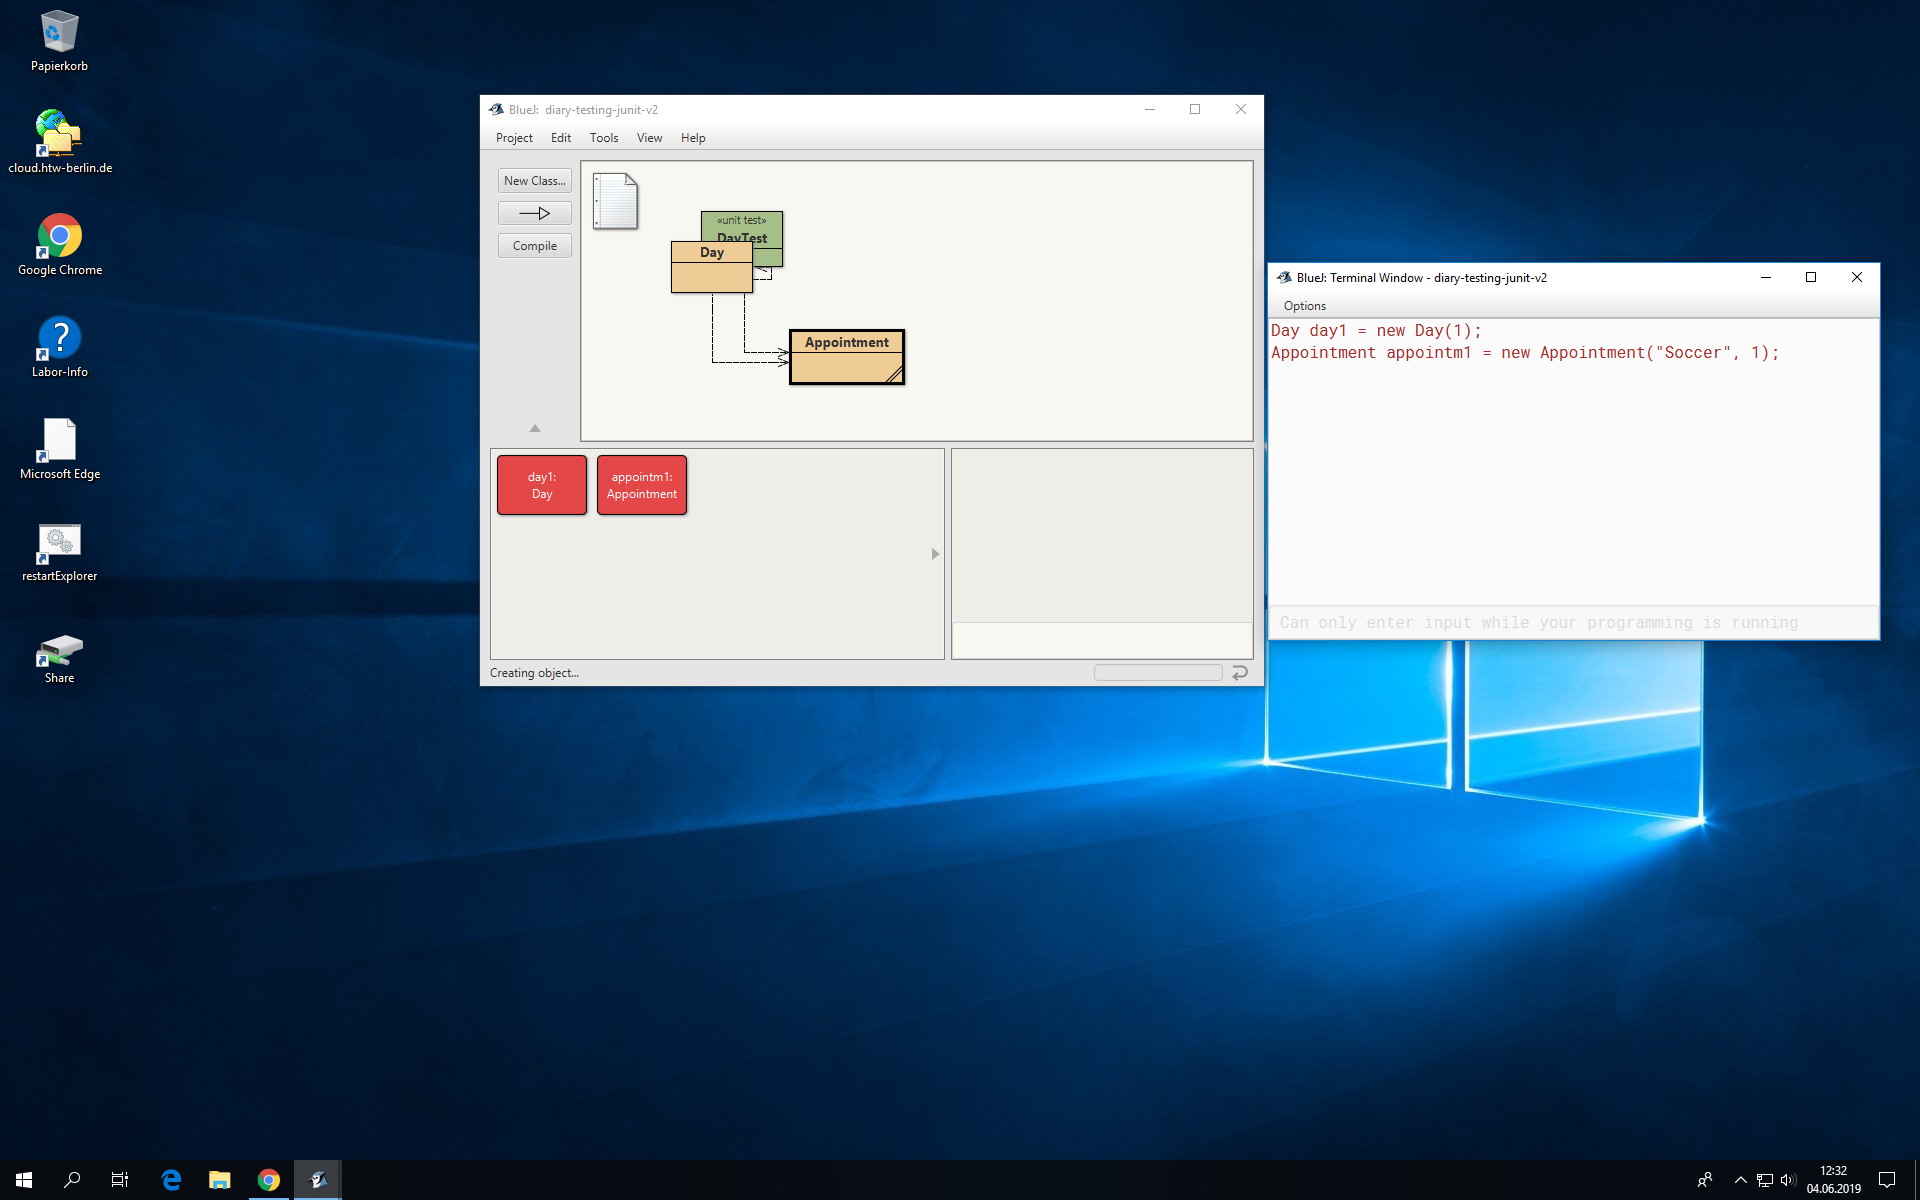 Papierkorb
cloud.htw-berlin.de
Google Chrome
Labor-Info
Microsoft Edge
restartExplorer
Share
BlueJ: diary-testing-junit-v2
Project Edit Tools View Help
New Class...
Compile
«unit test»
DayTest
Day
Appointment
day1:
Day
appointm1:
Appointment
Creating object...
BlueJ: Terminal Window - diary-testing-junit-v2
Options
Day day1 = new Day(1);
Appointment appointm1 = new Appointment("Soccer", 1);
Can only enter input while your programming is running
12:32
04.06.2019